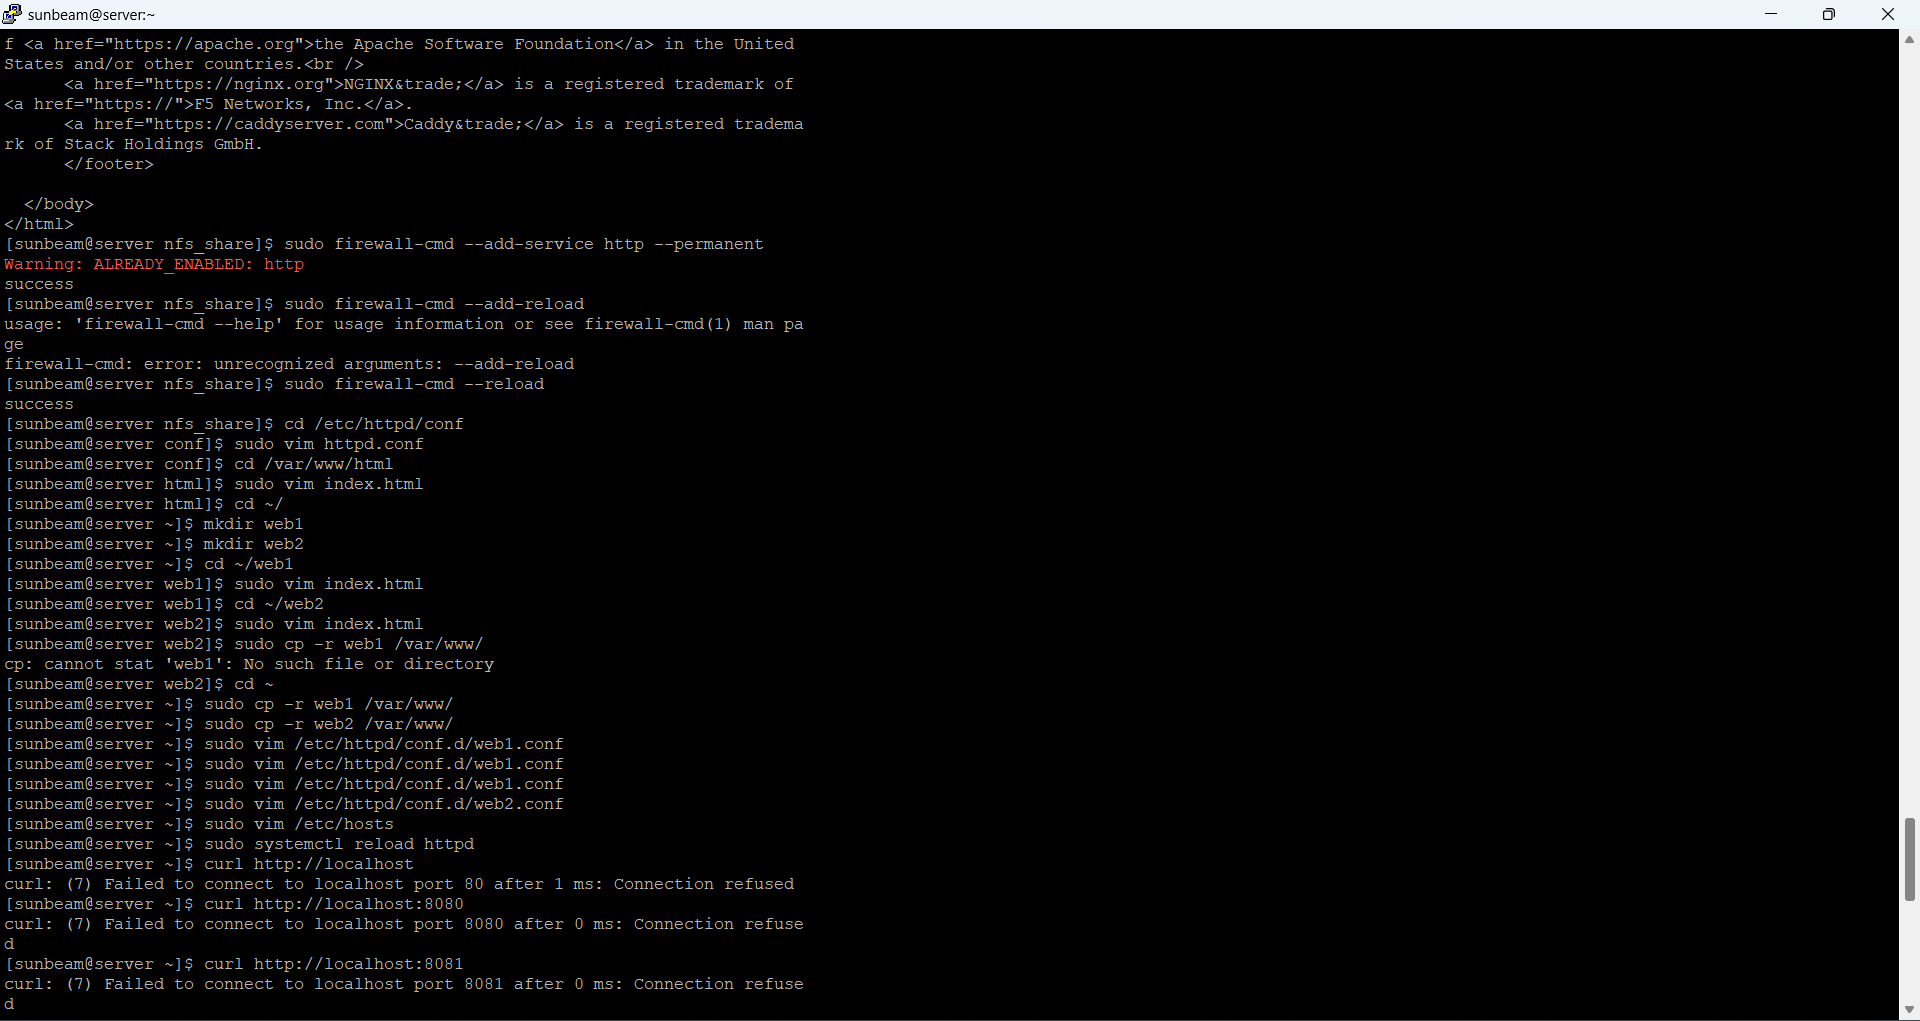 sunbeam@server:~
f <a href="https://apache.org">the Apache Software Foundation</a> in the United
States and/or other countries.<br />
      <a href="https://nginx.org">NGINX&trade;</a> is a registered trademark of
<a href="https://">F5 Networks, Inc.</a>.
      <a href="https://caddyserver.com">Caddy&trade;</a> is a registered tradema
rk of Stack Holdings GmbH.
      </footer>
  </body>
</html>
[sunbeam@server nfs_share]$ sudo firewall-cmd --add-service http --permanent
Warning: ALREADY_ENABLED: http
success
[sunbeam@server nfs_share]$ sudo firewall-cmd --add-reload
usage: 'firewall-cmd --help' for usage information or see firewall-cmd(1) man pa
ge
firewall-cmd: error: unrecognized arguments: --add-reload
[sunbeam@server nfs_share]$ sudo firewall-cmd --reload
success
[sunbeam@server nfs_share]$ cd /etc/httpd/conf
[sunbeam@server conf]$ sudo vim httpd.conf
[sunbeam@server conf]$ cd /var/www/html
[sunbeam@server html]$ sudo vim index.html
[sunbeam@server html]$ cd ~/
[sunbeam@server ~]$ mkdir web1
[sunbeam@server ~]$ mkdir web2
[sunbeam@server ~]$ cd ~/web1
[sunbeam@server web1]$ sudo vim index.html
[sunbeam@server web1]$ cd ~/web2
[sunbeam@server web2]$ sudo vim index.html
[sunbeam@server web2]$ sudo cp -r web1 /var/www/
cp: cannot stat 'web1': No such file or directory
[sunbeam@server web2]$ cd ~
[sunbeam@server ~]$ sudo cp -r web1 /var/www/
[sunbeam@server ~]$ sudo cp -r web2 /var/www/
[sunbeam@server ~]$ sudo vim /etc/httpd/conf.d/web1.conf
[sunbeam@server ~]$ sudo vim /etc/httpd/conf.d/web1.conf
[sunbeam@server ~]$ sudo vim /etc/httpd/conf.d/web1.conf
[sunbeam@server ~]$ sudo vim /etc/httpd/conf.d/web2.conf
[sunbeam@server ~]$ sudo vim /etc/hosts
[sunbeam@server ~]$ sudo systemctl reload httpd
[sunbeam@server ~]$ curl http://localhost
curl: (7) Failed to connect to localhost port 80 after 1 ms: Connection refused
[sunbeam@server ~]$ curl http://localhost:8080
curl: (7) Failed to connect to localhost port 8080 after 0 ms: Connection refuse
d
[sunbeam@server ~]$ curl http://localhost:8081
curl: (7) Failed to connect to localhost port 8081 after 0 ms: Connection refuse
d